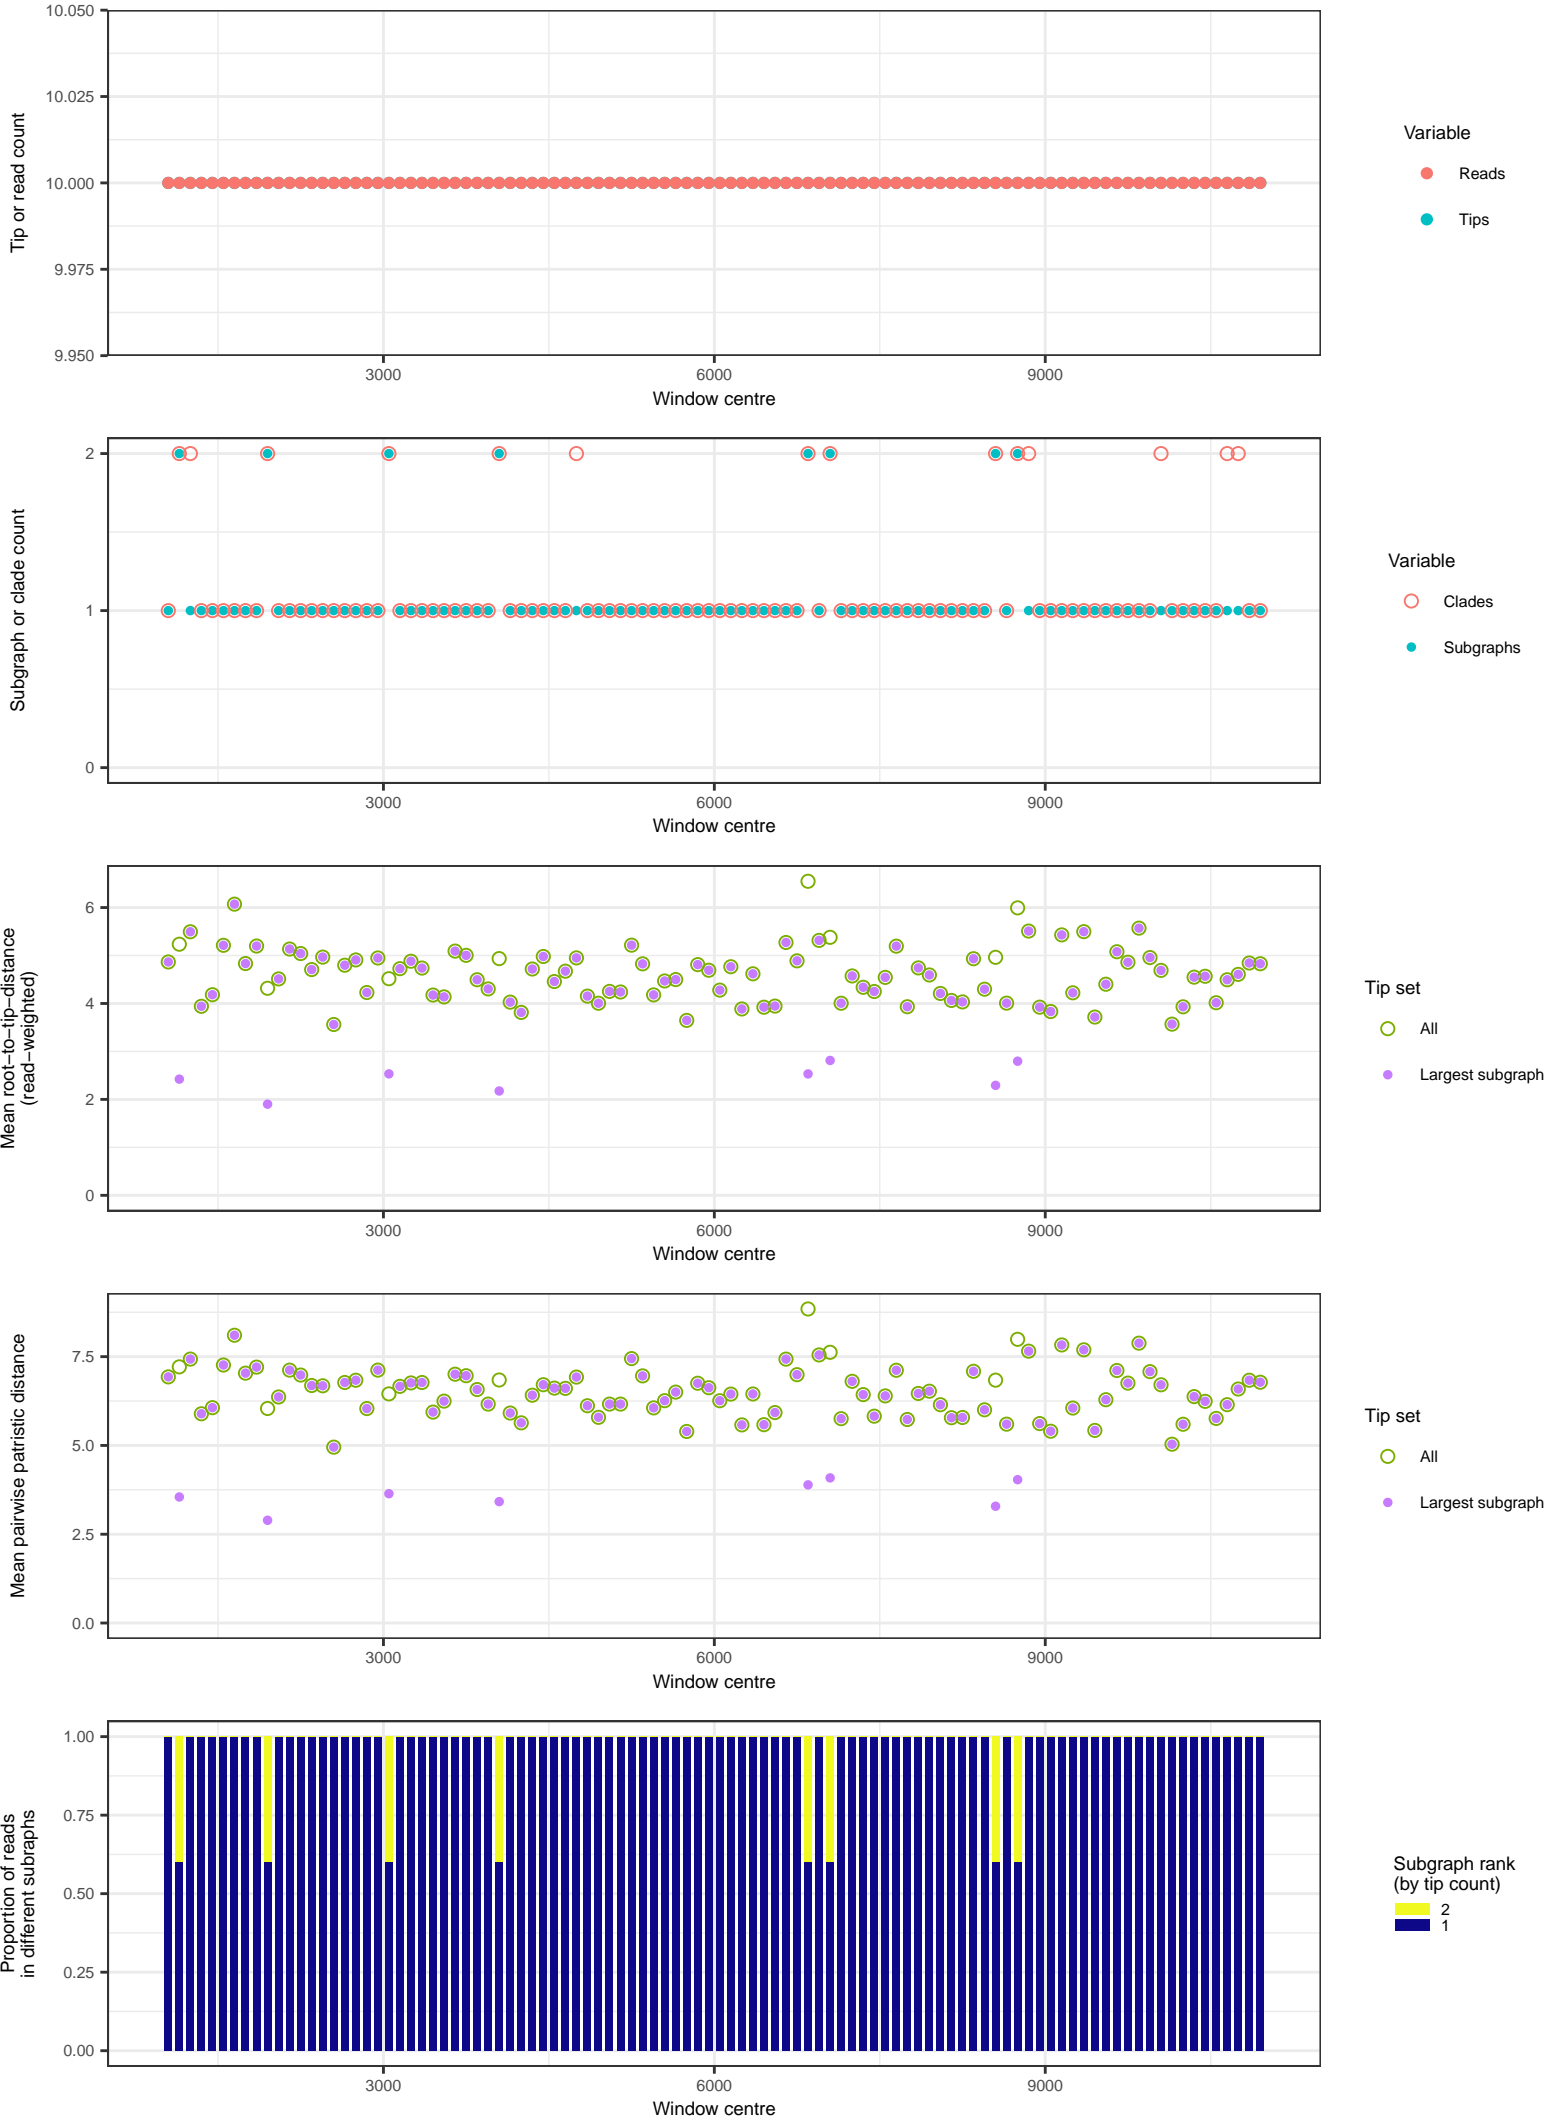 10.050
10.025
10.000
9.975
9.950
Tip or read count
3000 6000 9000
Window centre
Variable
Reads
Tips
2
1
0
Subgraph or clade count
3000 6000 9000
Window centre
Variable
Clades
Subgraphs
6
4
2
0
Mean root−to−tip−distance
(read−weighted)
3000 6000 9000
Window centre
Tip set
All
Largest subgraph
7.5
5.0
2.5
0.0
Mean pairwise patristic distance
3000 6000 9000
Window centre
Tip set
All
Largest subgraph
1.00
0.75
0.50
0.25
0.00
Proportion of reads
in different subraphs
3000 6000 9000
Window centre
Subgraph rank
(by tip count)
2
1